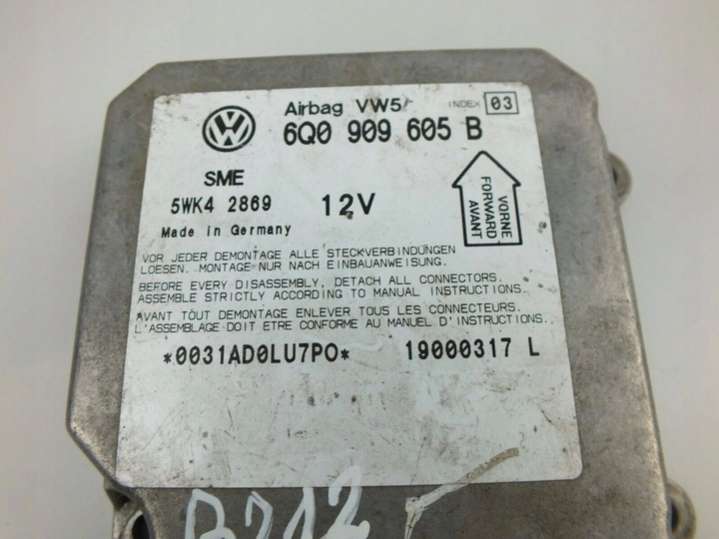 Airbag VW5 INDEX 03
6Q0 909 605 B
SME
5WK4 2869 12V
Made in Germany
VORNE
FORWARD
AVANT
VOR JEDER DEMONTAGE ALLE STECKVERBINDUNGEN
LOESEN. MONTAGE NUR NACH EINBAUANWEISUNG.
BEFORE EVERY DISASSEMBLY, DETACH ALL CONNECTORS.
ASSEMBLE STRICTLY ACCORDING TO MANUAL INSTRUCTIONS.
AVANT TOUT DEMONTAGE ENLEVER TOUS LES CONNECTEURS.
L'ASSEMBLAGE DOIT ETRE CONFORME AU MANUEL D'INSTRUCTIONS.
*0031AD0LU7PO* 19000317 L